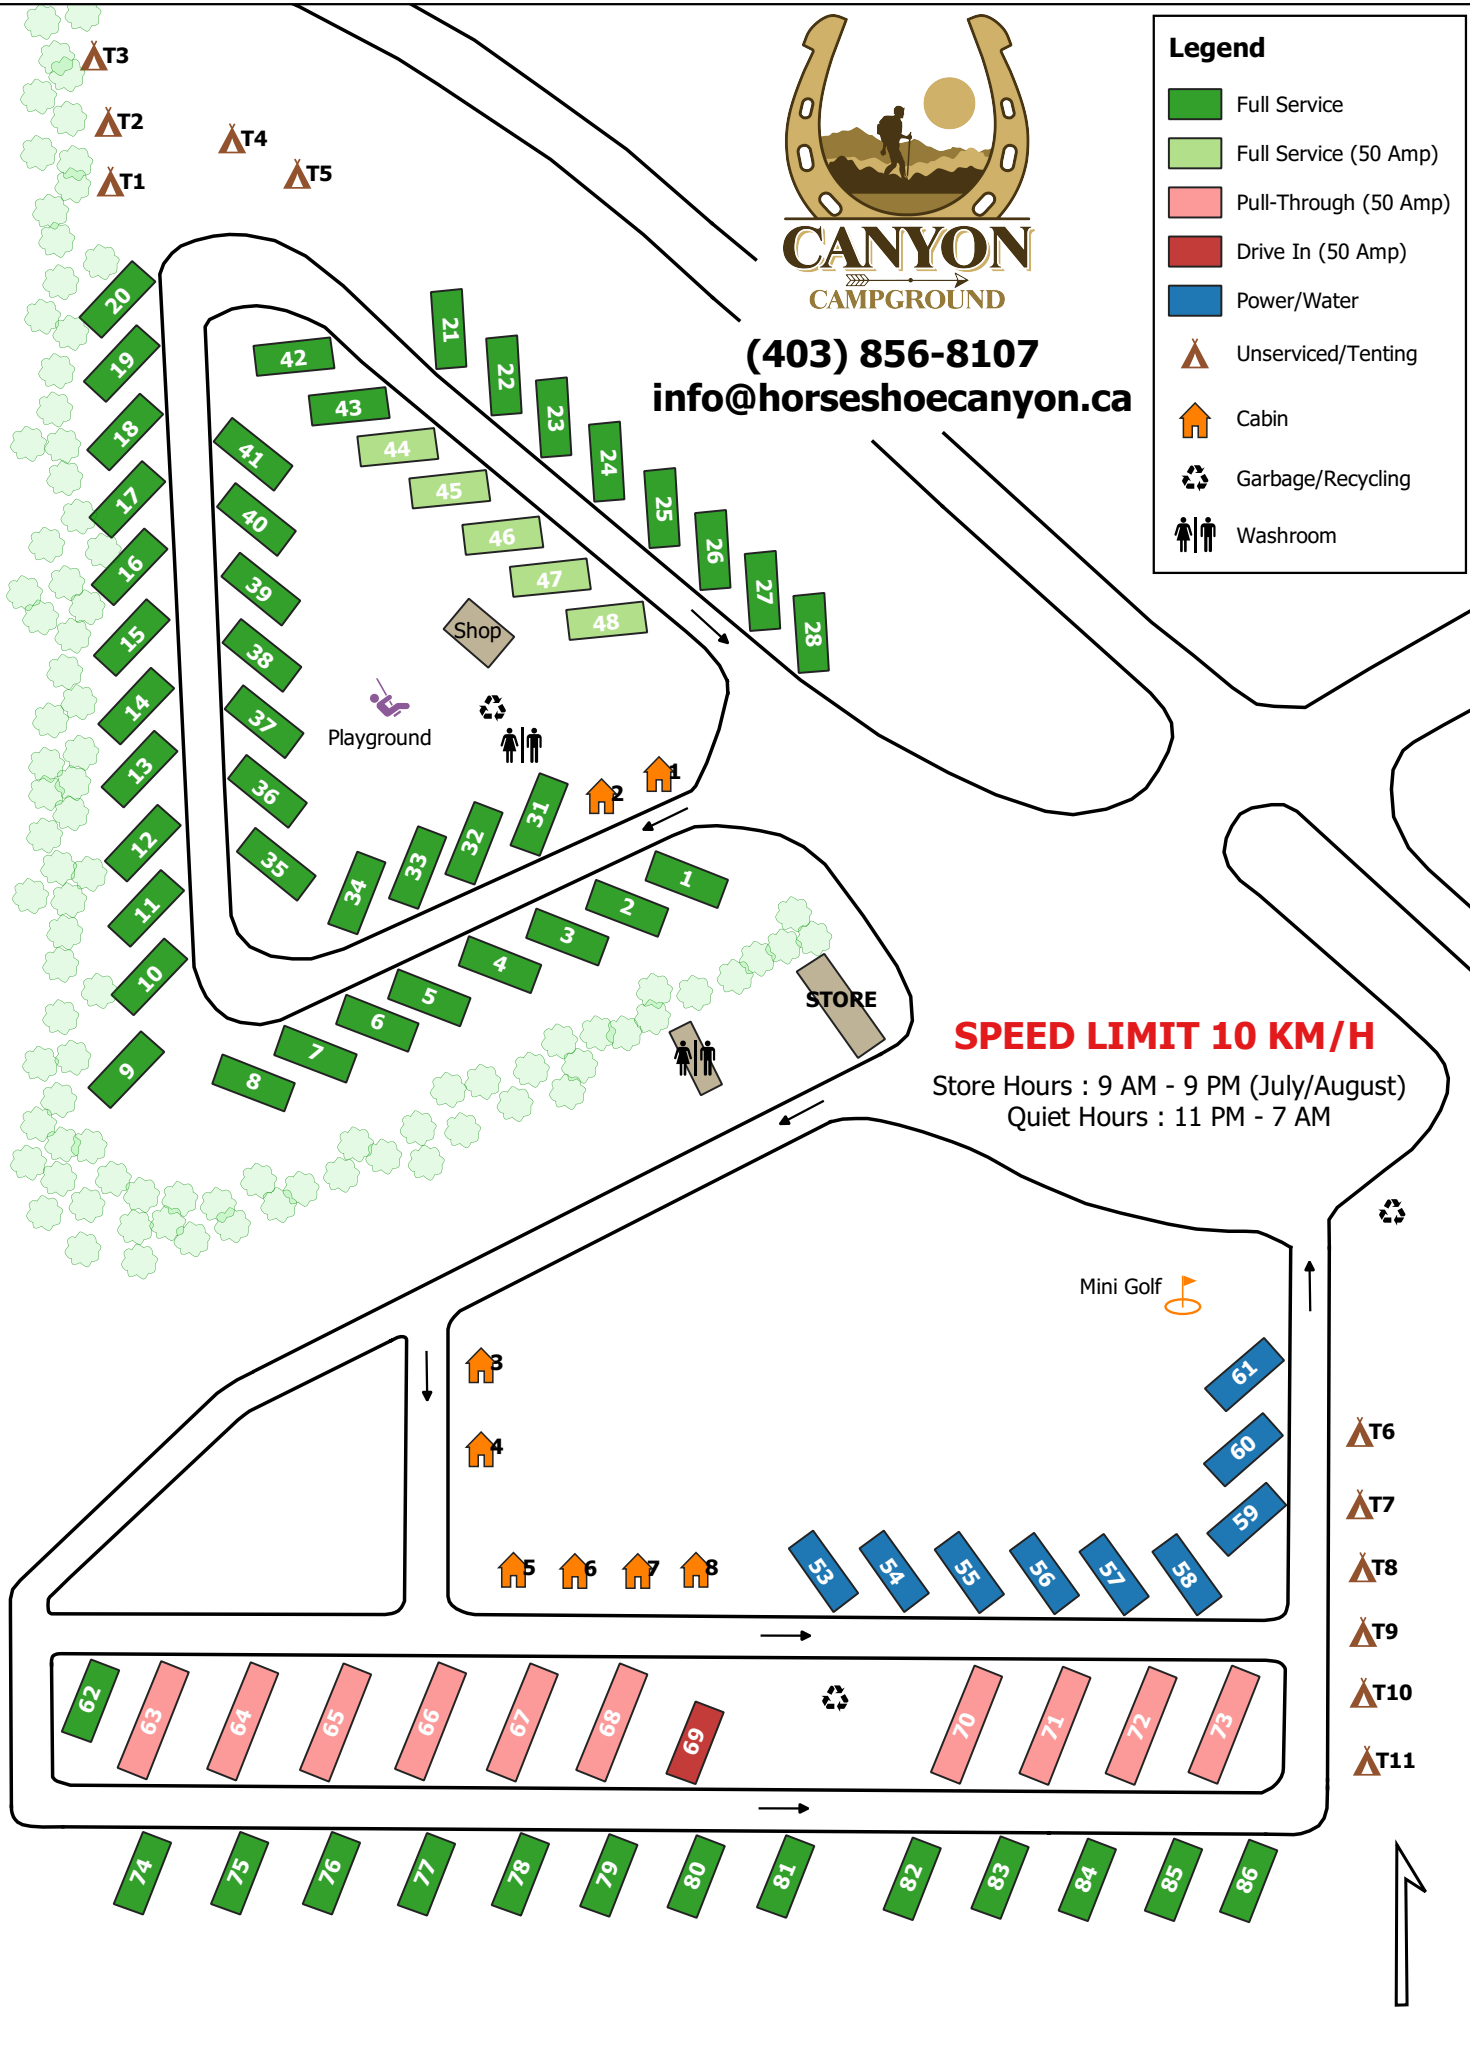 T3
T2
T4
T1
T5
CANYON
CAMPGROUND
(403) 856-8107
info@horseshoecanyon.ca
Legend
Full Service
Full Service (50 Amp)
Pull-Through (50 Amp)
Drive In (50 Amp)
Power/Water
Unserviced/Tenting
Cabin
Garbage/Recycling
Washroom
20
19
18
17
16
15
14
13
12
11
10
9
42
43
44
45
46
47
48
41
40
39
38
37
36
35
34
33
32
31
21
22
23
24
25
26
27
28
Shop
Playground
2
1
1
2
3
4
5
6
7
8
STORE
SPEED LIMIT 10 KM/H
Store Hours : 9 AM - 9 PM (July/August)
Quiet Hours : 11 PM - 7 AM
Mini Golf
3
4
5
6
7
8
53
54
55
56
57
58
59
60
61
T6
T7
T8
T9
T10
T11
62
63
64
65
66
67
68
69
70
71
72
73
74
75
76
77
78
79
80
81
82
83
84
85
86